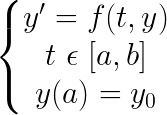 y' = f(t, y)
t ϵ [a, b]
y(a) = y₀